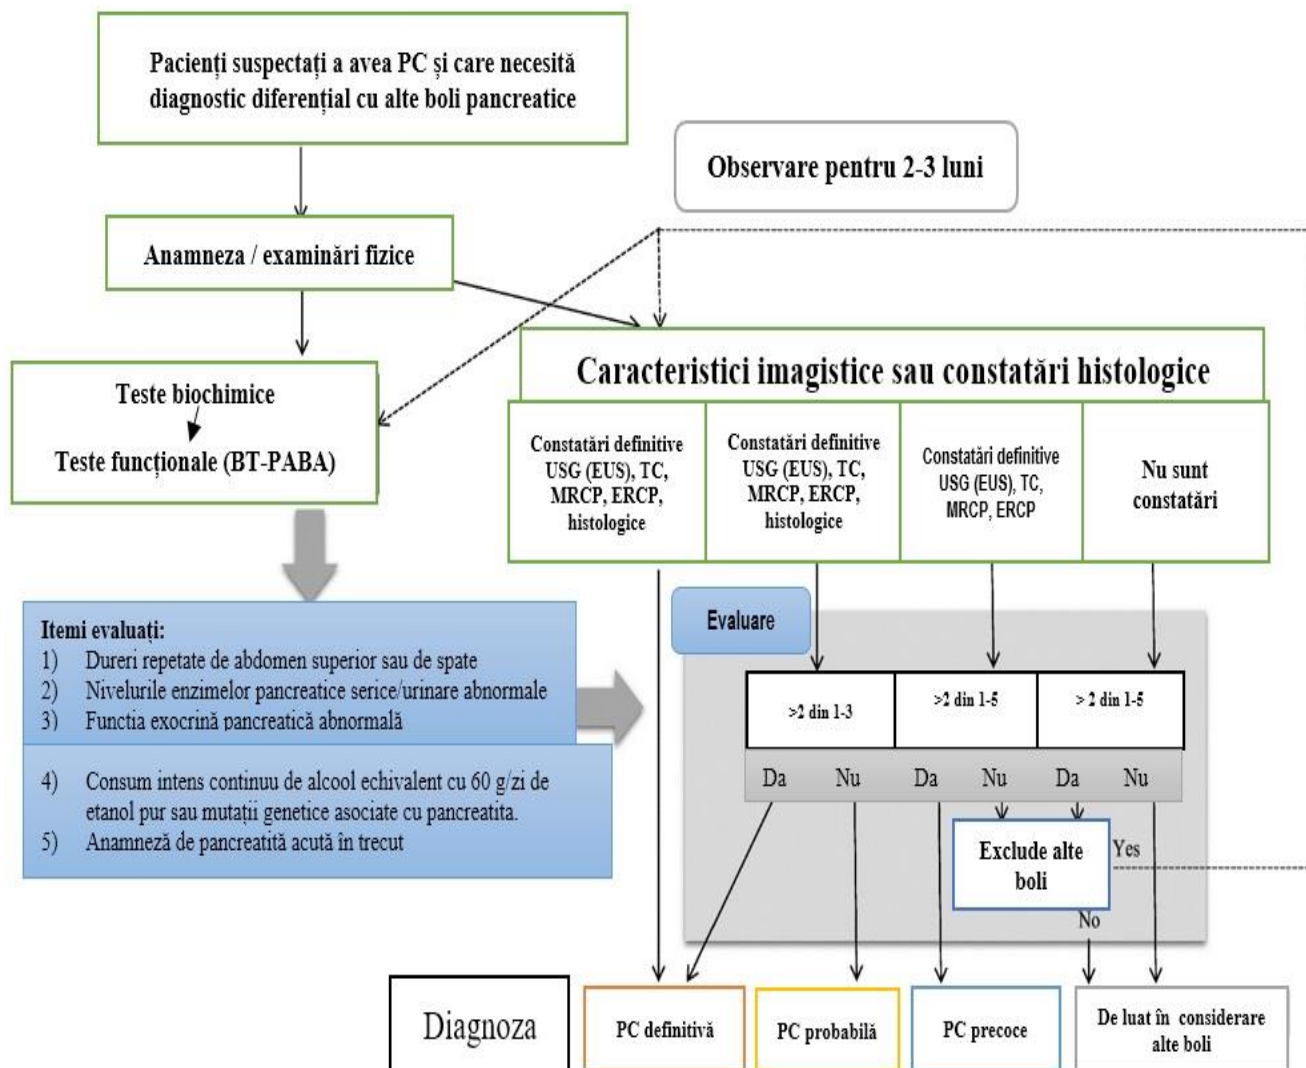 Pacienți suspectați a avea PC și care necesită
diagnostic diferențial cu alte boli pancreatice
Observare pentru 2-3 luni
Anamneza / examinări fizice
Teste biochimice
Teste funcționale (BT-PABA)
Caracteristici imagistice sau constatări histologice
Constatări definitive
USG (EUS), TC,
MRCP, ERCP,
histologice
Constatări definitive
USG (EUS), TC,
MRCP, ERCP,
histologice
Constatări definitive
USG (EUS), TC,
MRCP, ERCP
Nu sunt
constatări
Itemi evaluați:
1) Dureri repetate de abdomen superior sau de spate
2) Nivelurile enzimelor pancreatice serice/urinare abnormale
3) Functia exocrină pancreatică abnormală
4) Consum intens continuu de alcool echivalent cu 60 g/zi de
etanol pur sau mutații genetice asociate cu pancreatita.
5) Anamneză de pancreatită acută în trecut
Evaluare
>2 din 1-3
>2 din 1-5
> 2 din 1-5
Da Nu Da Nu Da Nu
Exclude alte
boli
Yes
No
Diagnoza
PC definitivă
PC probabilă
PC precoce
De luat în considerare
alte boli